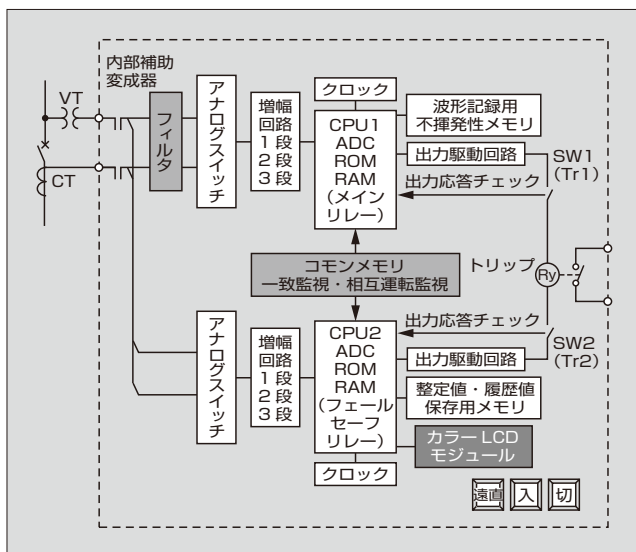 内部補助
変成器
VT
CT
フィルタ
アナログスイッチ
増幅
回路
1段
2段
3段
クロック
CPU1
ADC
ROM
RAM
(メイン
リレー)
波形記録用
不揮発性メモリ
出力駆動回路
SW1
(Tr1)
出力応答チェック
コモンメモリ
一致監視・相互運転監視
トリップ
Ry
アナログスイッチ
増幅
回路
1段
2段
3段
CPU2
ADC
ROM
RAM
(フェール
セーフ
リレー)
クロック
出力応答チェック
SW2
(Tr2)
出力駆動回路
整定値・履歴値
保存用メモリ
カラーLCD
モジュール
遠直
入
切